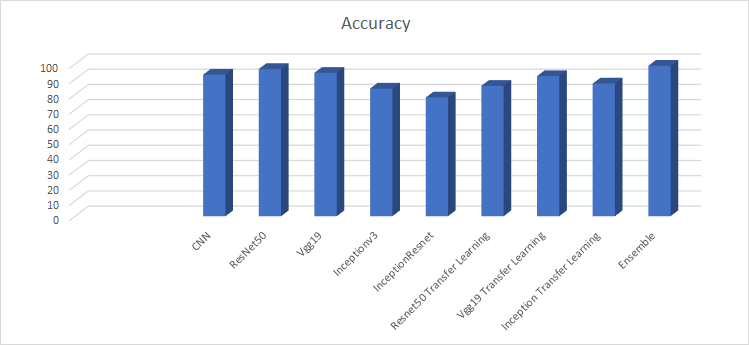 Accuracy
100
90
80
70
60
50
40
30
20
10
0
CNN
ResNet50
Vgg19
Inceptionv3
InceptionResnet
Resnet50 Transfer Learning
Vgg19 Transfer Learning
Inception Transfer Learning
Ensemble